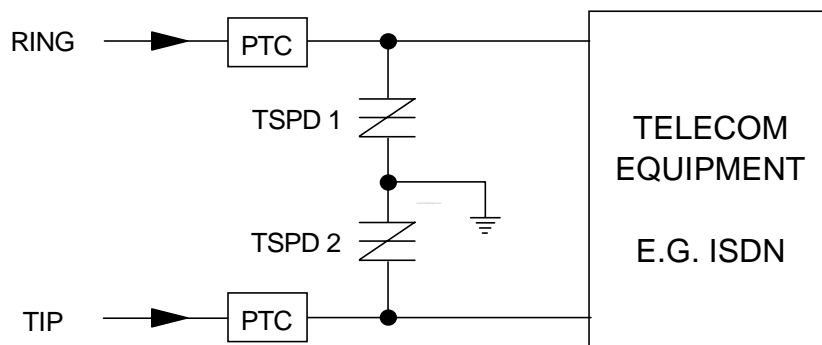 RING
PTC
TSPD 1
TELECOM
EQUIPMENT
E.G. ISDN
TSPD 2
TIP
PTC